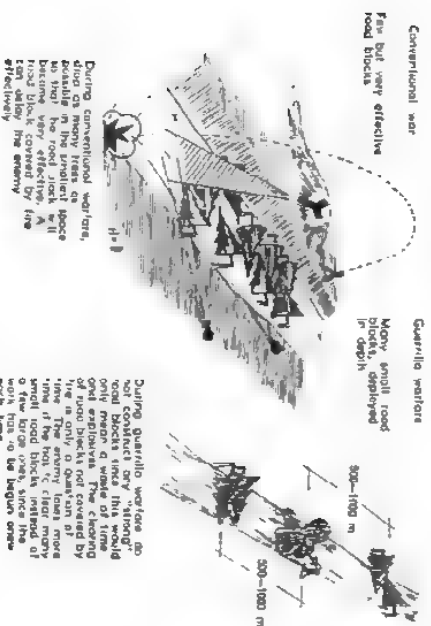 Conventional war
Few but very effective
road blocks
Guerrilla warfare
Many small road
blocks, deployed
in depth
500–1000 m
500–1000 m
During conventional warfare,
drop as many trees as
possible in the smallest space
so that the road block will
become very effective. A
road block covered by fire
can delay the enemy
effectively
During guerrilla warfare do
not construct any "strong"
road blocks since this would
only mean a waste of time
and explosives The clearing
of road blocks not covered by
fire is only a question of
time The enemy loses more
time if he has to clear many
small road blocks instead of
a few large ones, since the
work has to be begun anew
each time